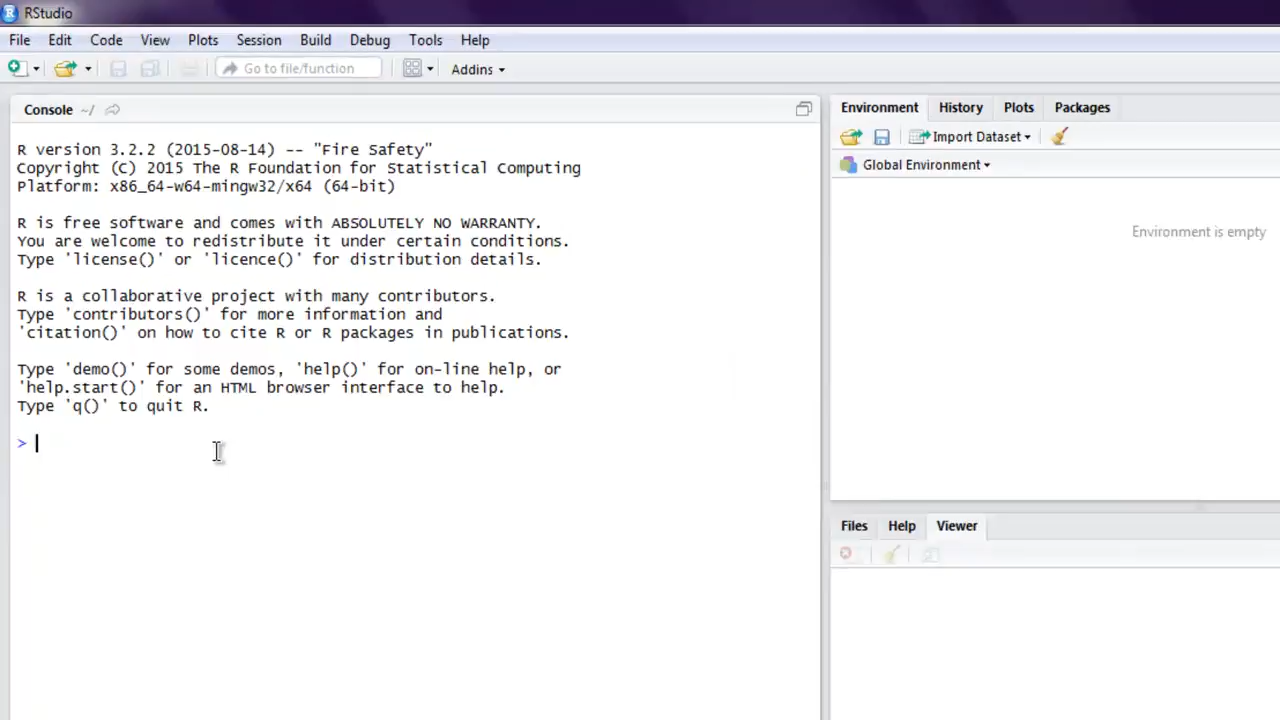 RStudio
File Edit Code View Plots Session Build Debug Tools Help
Go to file/function Addins
Console ~/
R version 3.2.2 (2015-08-14) -- "Fire Safety"
Copyright (C) 2015 The R Foundation for Statistical Computing
Platform: x86_64-w64-mingw32/x64 (64-bit)
R is free software and comes with ABSOLUTELY NO WARRANTY.
You are welcome to redistribute it under certain conditions.
Type 'license()' or 'licence()' for distribution details.
R is a collaborative project with many contributors.
Type 'contributors()' for more information and
'citation()' on how to cite R or R packages in publications.
Type 'demo()' for some demos, 'help()' for on-line help, or
'help.start()' for an HTML browser interface to help.
Type 'q()' to quit R.
>
Environment History Plots Packages
Import Dataset
Global Environment
Environment is empty
Files Help Viewer